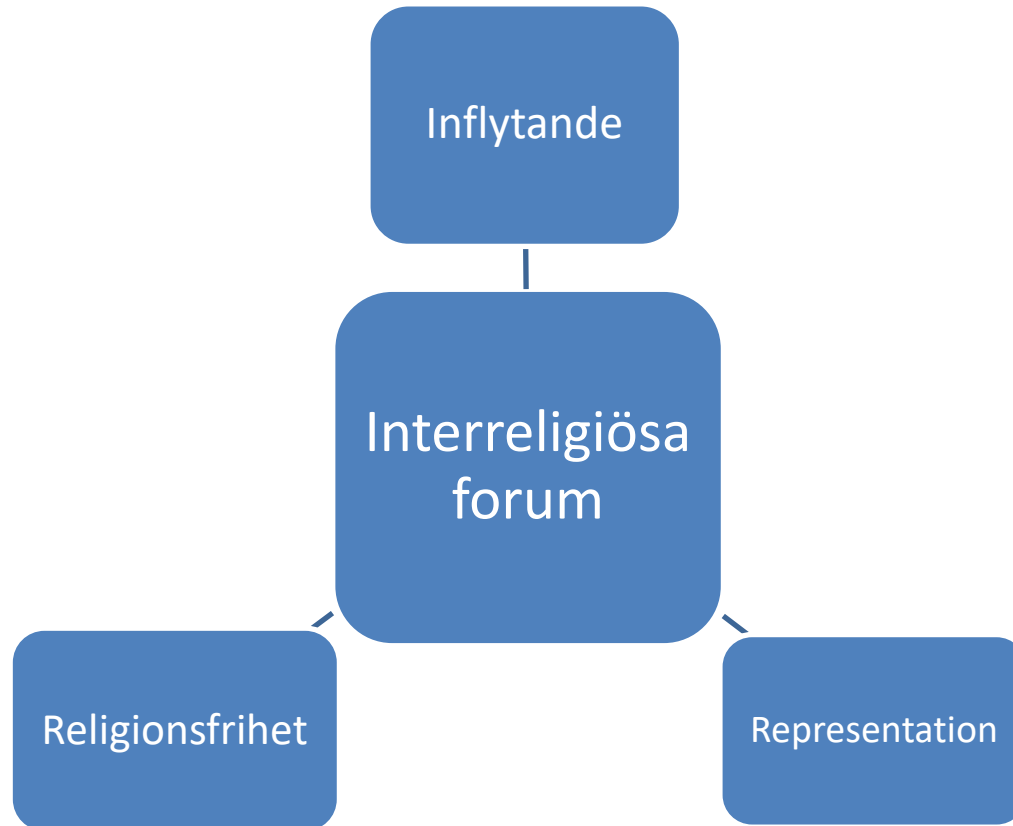 Inflytande
Interreligiösa
forum
Religionsfrihet
Representation